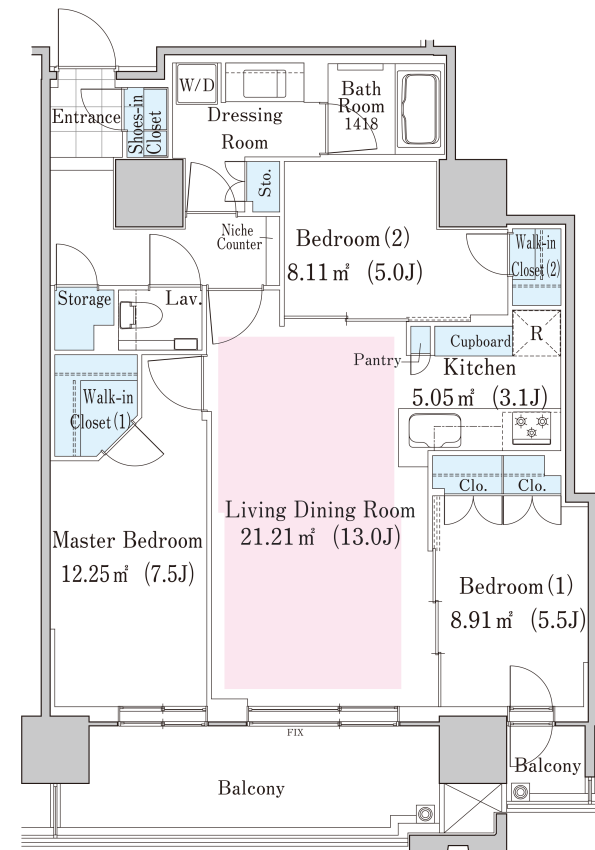 W/D
Entrance
Shoes-in
Closet
Dressing
Room
Bath
Room
1418
Sto.
Niche
Counter
Bedroom(2)
8.11㎡ (5.0J)
Walk-in
Closet(2)
Storage
Lav.
Pantry
Cupboard
R
Kitchen
5.05㎡ (3.1J)
Walk-in
Closet(1)
Clo.
Clo.
Living Dining Room
21.21㎡ (13.0J)
Master Bedroom
12.25㎡ (7.5J)
Bedroom(1)
8.91㎡ (5.5J)
FIX
Balcony
Balcony